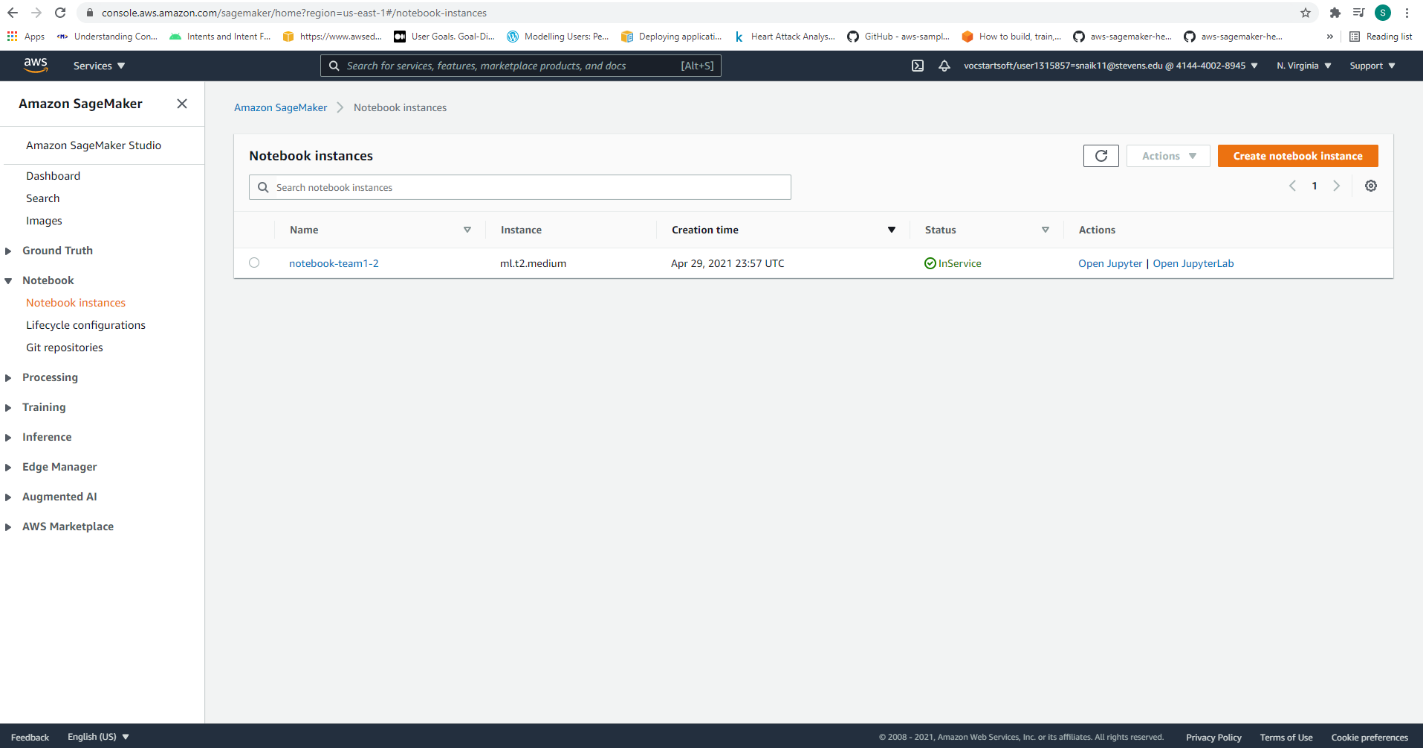 console.aws.amazon.com/sagemaker/home?region=us-east-1#/notebook-instances
S
Apps Understanding Con... Intents and Intent F... https://www.awsed... User Goals. Goal-Di... Modelling Users: Pe... Deploying applicati... k Heart Attack Analys... GitHub - aws-sampl... How to build, train,... aws-sagemaker-he... aws-sagemaker-he... » Reading list
aws Services Search for services, features, marketplace products, and docs [Alt+S] vocstartsoft/user1315857=snaik11@stevens.edu @ 4144-4002-8945 N. Virginia Support
Amazon SageMaker
Amazon SageMaker Studio
Dashboard
Search
Images
Ground Truth
Notebook
Notebook instances
Lifecycle configurations
Git repositories
Processing
Training
Inference
Edge Manager
Augmented AI
AWS Marketplace
Amazon SageMaker > Notebook instances
Notebook instances Actions Create notebook instance
Search notebook instances < 1 >
Name Instance Creation time Status Actions
notebook-team1-2 ml.t2.medium Apr 29, 2021 23:57 UTC InService Open Jupyter | Open JupyterLab
Feedback English (US) © 2008 - 2021, Amazon Web Services, Inc. or its affiliates. All rights reserved. Privacy Policy Terms of Use Cookie preferences